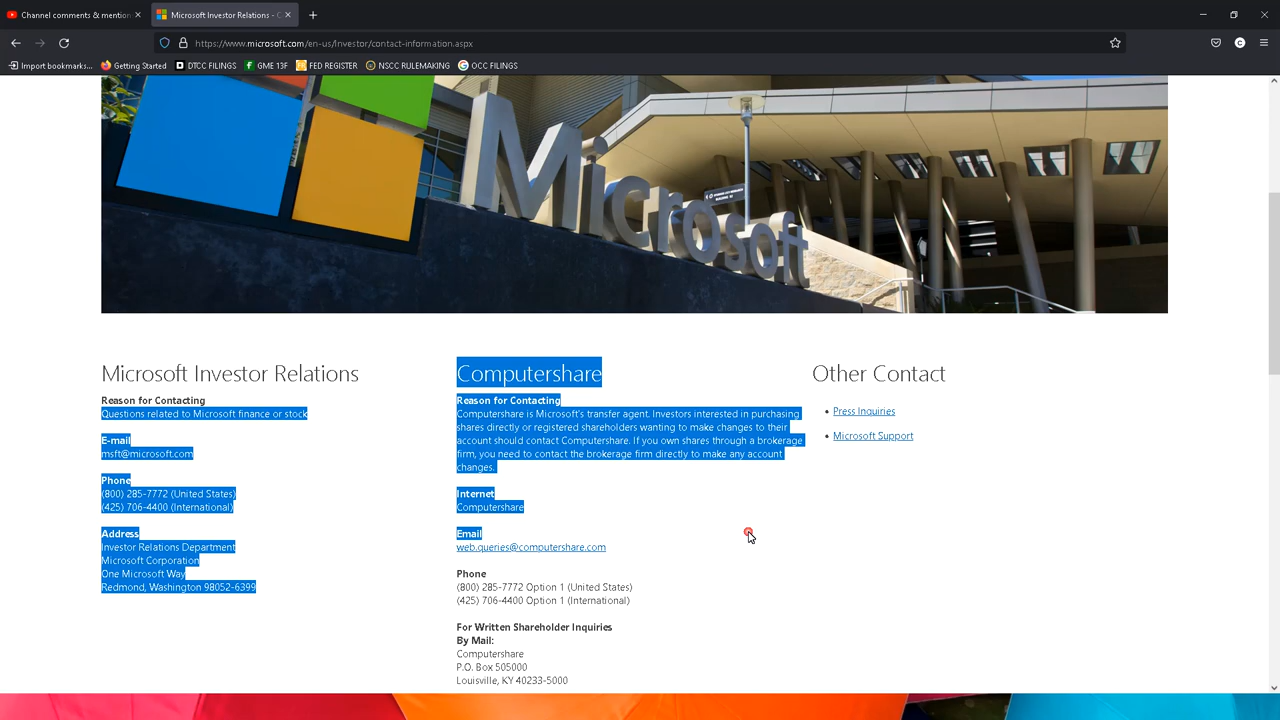 Channel comments & mention
Microsoft Investor Relations - C
https://www.microsoft.com/en-us/Investor/contact-information.aspx
Import bookmarks...
Getting Started
DTCC FILINGS
GME 13F
FED REGISTER
NSCC RULEMAKING
OCC FILINGS
Microsoft
Microsoft Investor Relations
Reason for Contacting
Questions related to Microsoft finance or stock
E-mail
msft@microsoft.com
Phone
(800) 285-7772 (United States)
(425) 706-4400 (International)
Address
Investor Relations Department
Microsoft Corporation
One Microsoft Way
Redmond, Washington 98052-6399
Computershare
Reason for Contacting
Computershare is Microsoft's transfer agent. Investors interested in purchasing
shares directly or registered shareholders wanting to make changes to their
account should contact Computershare. If you own shares through a brokerage
firm, you need to contact the brokerage firm directly to make any account
changes.
Internet
Computershare
Email
web.queries@computershare.com
Phone
(800) 285-7772 Option 1 (United States)
(425) 706-4400 Option 1 (International)
For Written Shareholder Inquiries
By Mail:
Computershare
P.O. Box 505000
Louisville, KY 40233-5000
Other Contact
• Press Inquiries
• Microsoft Support